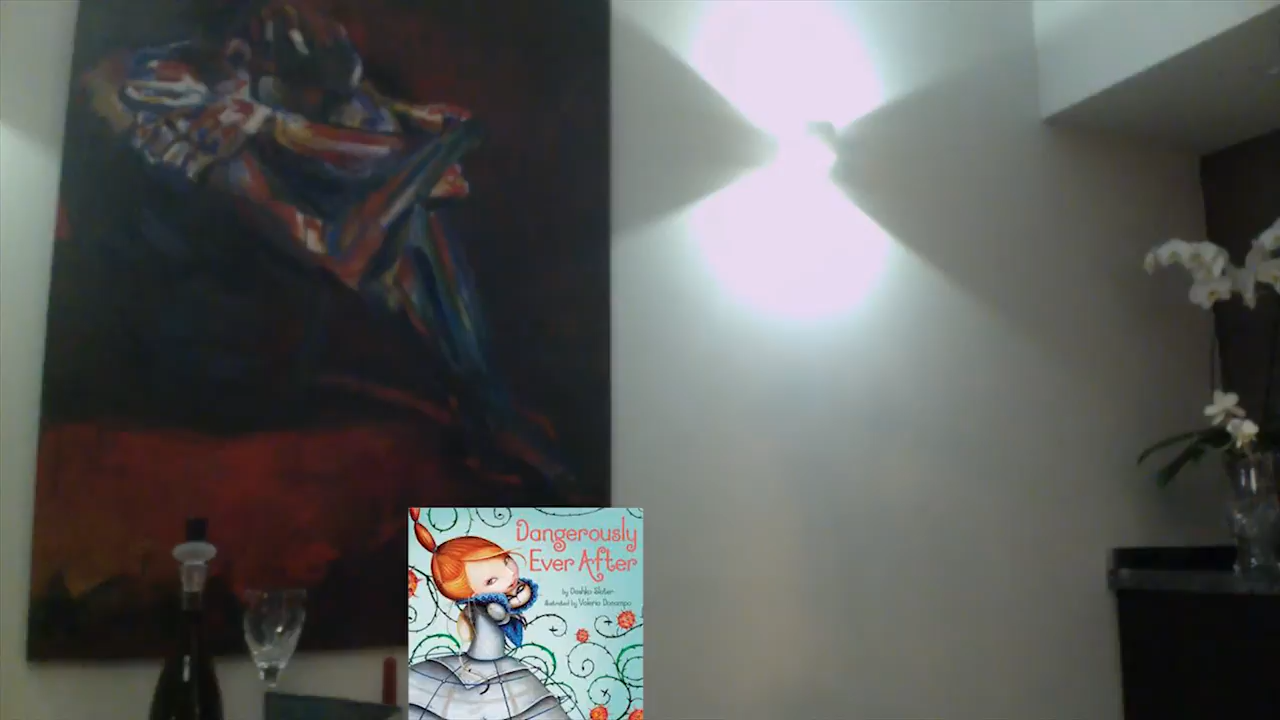 Dangerously
Ever After
by Dashka Slater
illustrated by Valeria Docampo